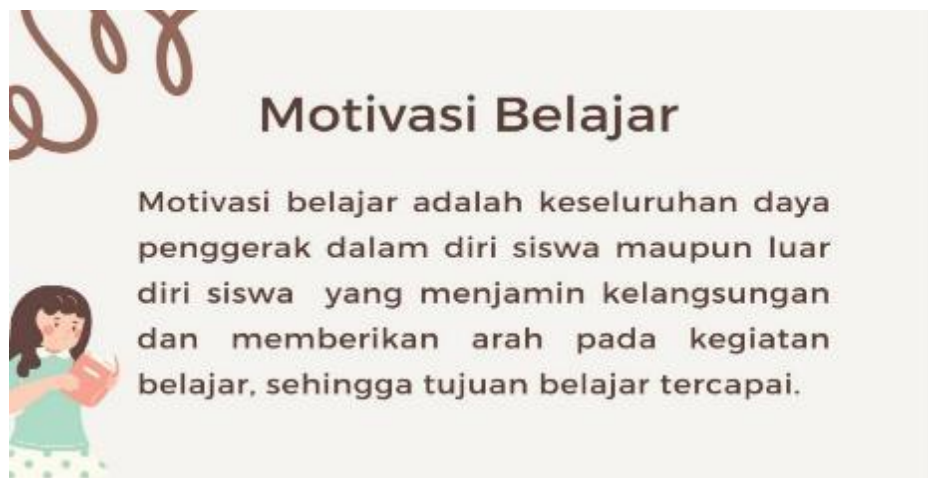 Motivasi Belajar
Motivasi belajar adalah keseluruhan daya
penggerak dalam diri siswa maupun luar
diri siswa yang menjamin kelangsungan
dan memberikan arah pada kegiatan
belajar, sehingga tujuan belajar tercapai.